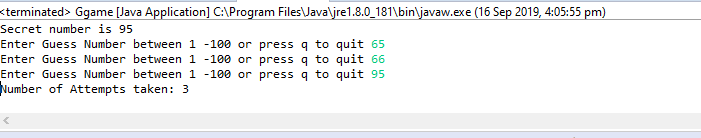 <terminated> Ggame [Java Application] C:\Program Files\Java\jre1.8.0_181\bin\javaw.exe (16 Sep 2019, 4:05:55 pm)
Secret number is 95
Enter Guess Number between 1 -100 or press q to quit 65
Enter Guess Number between 1 -100 or press q to quit 66
Enter Guess Number between 1 -100 or press q to quit 95
Number of Attempts taken: 3